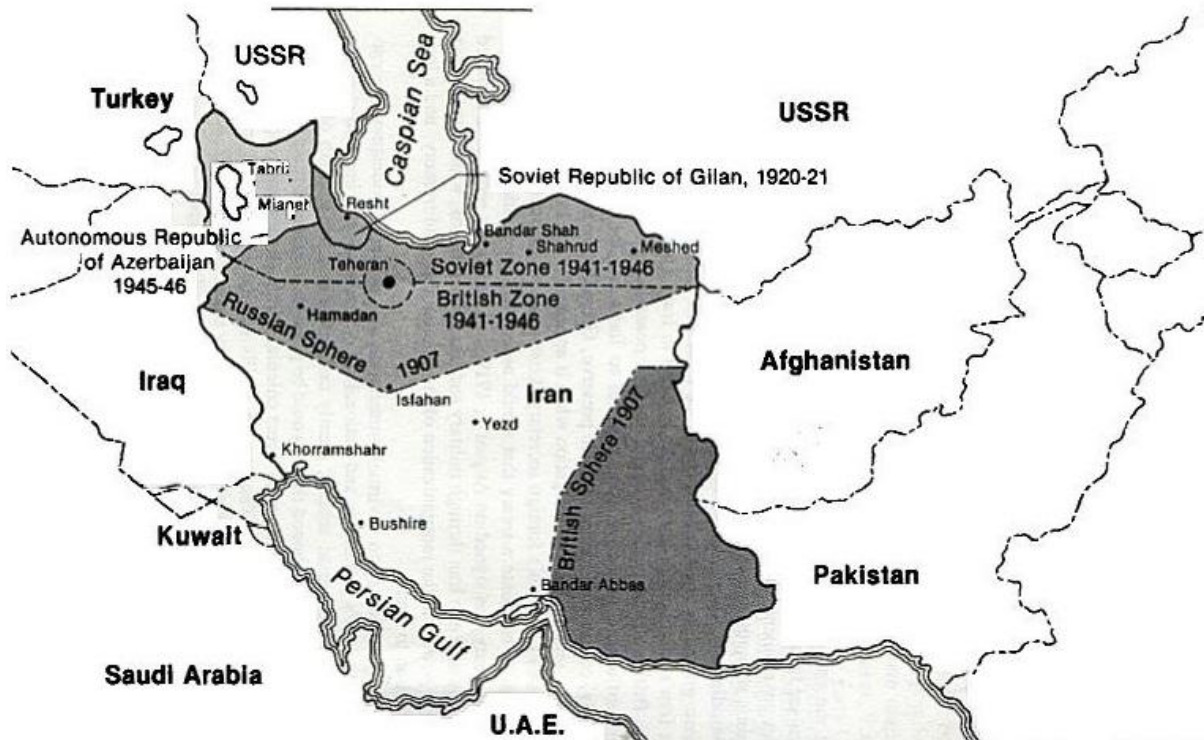 USSR
Turkey
Caspian Sea
USSR
Soviet Republic of Gilan, 1920-21
Tabriz
Mianeh
Resht
Bandar Shah
Shahrud
Meshed
Autonomous Republic
of Azerbaijan
1945-46
Teheran
Soviet Zone 1941-1946
British Zone
1941-1946
Hamadan
Russian Sphere
1907
Isfahan
Iraq
Iran
Afghanistan
Yezd
British Sphere 1907
Khorramshahr
Kuwait
Bushire
Bandar Abbas
Pakistan
Persian Gulf
Saudi Arabia
U.A.E.